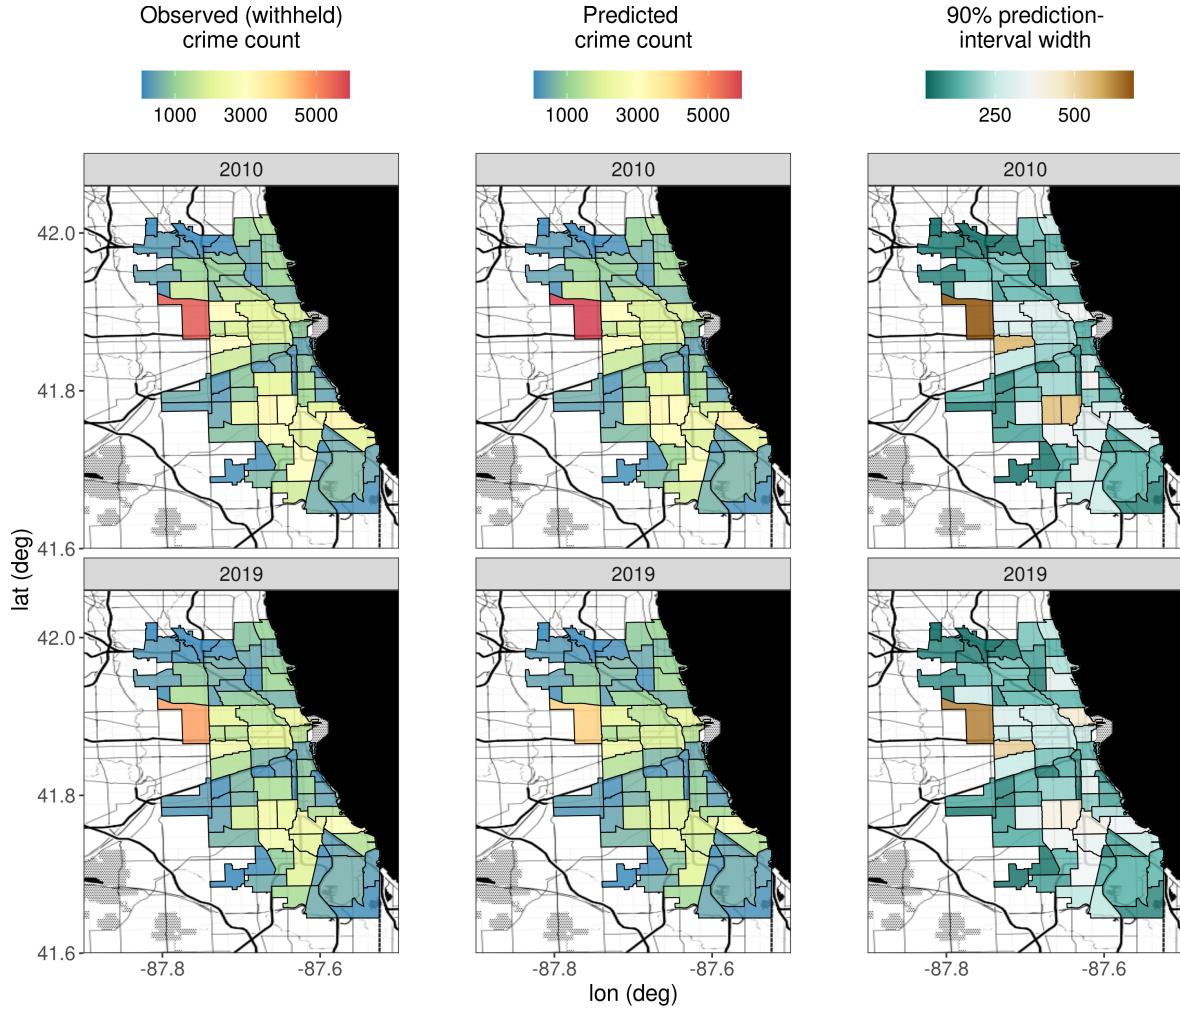 Observed (withheld)
crime count
Predicted
crime count
90% prediction-
interval width
1000 3000 5000
1000 3000 5000
250 500
2010
2010
2010
42.0
41.8
41.6
lat (deg)
2019
2019
2019
42.0
41.8
41.6
-87.8 -87.6
-87.8 -87.6
-87.8 -87.6
lon (deg)